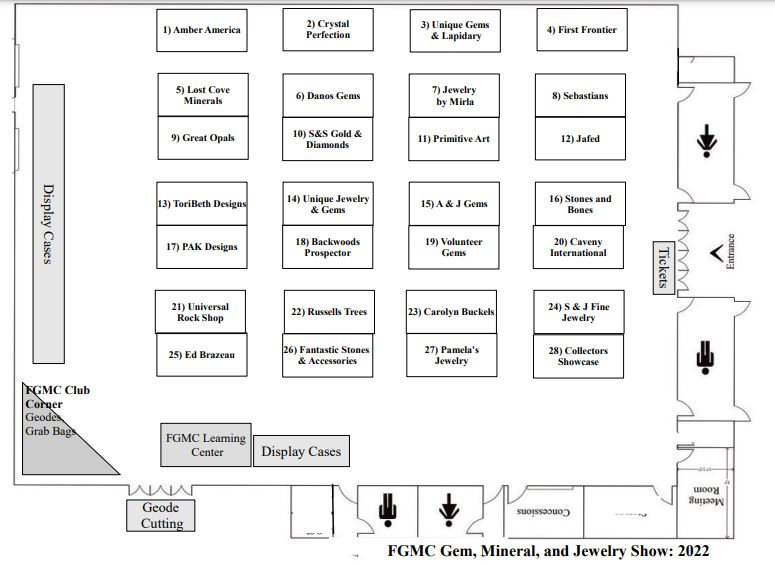 1) Amber America
2) Crystal
Perfection
3) Unique Gems
& Lapidary
4) First Frontier
5) Lost Cove
Minerals
6) Danos Gems
7) Jewelry
by Mirla
8) Sebastians
9) Great Opals
10) S&S Gold &
Diamonds
11) Primitive Art
12) Jafed
13) ToriBeth Designs
14) Unique Jewelry
& Gems
15) A & J Gems
16) Stones and
Bones
17) PAK Designs
18) Backwoods
Prospector
19) Volunteer
Gems
20) Caveny
International
21) Universal
Rock Shop
22) Russells Trees
23) Carolyn Buckels
24) S & J Fine
Jewelry
25) Ed Brazeau
26) Fantastic Stones
& Accessories
27) Pamela's
Jewelry
28) Collectors
Showcase
Display Cases
Tickets
Entrance
FGMC Club
Corner
Geodes
Grab Bags
FGMC Learning
Center
Display Cases
Geode
Cutting
Concessions
Meeting
Room
FGMC Gem, Mineral, and Jewelry Show: 2022